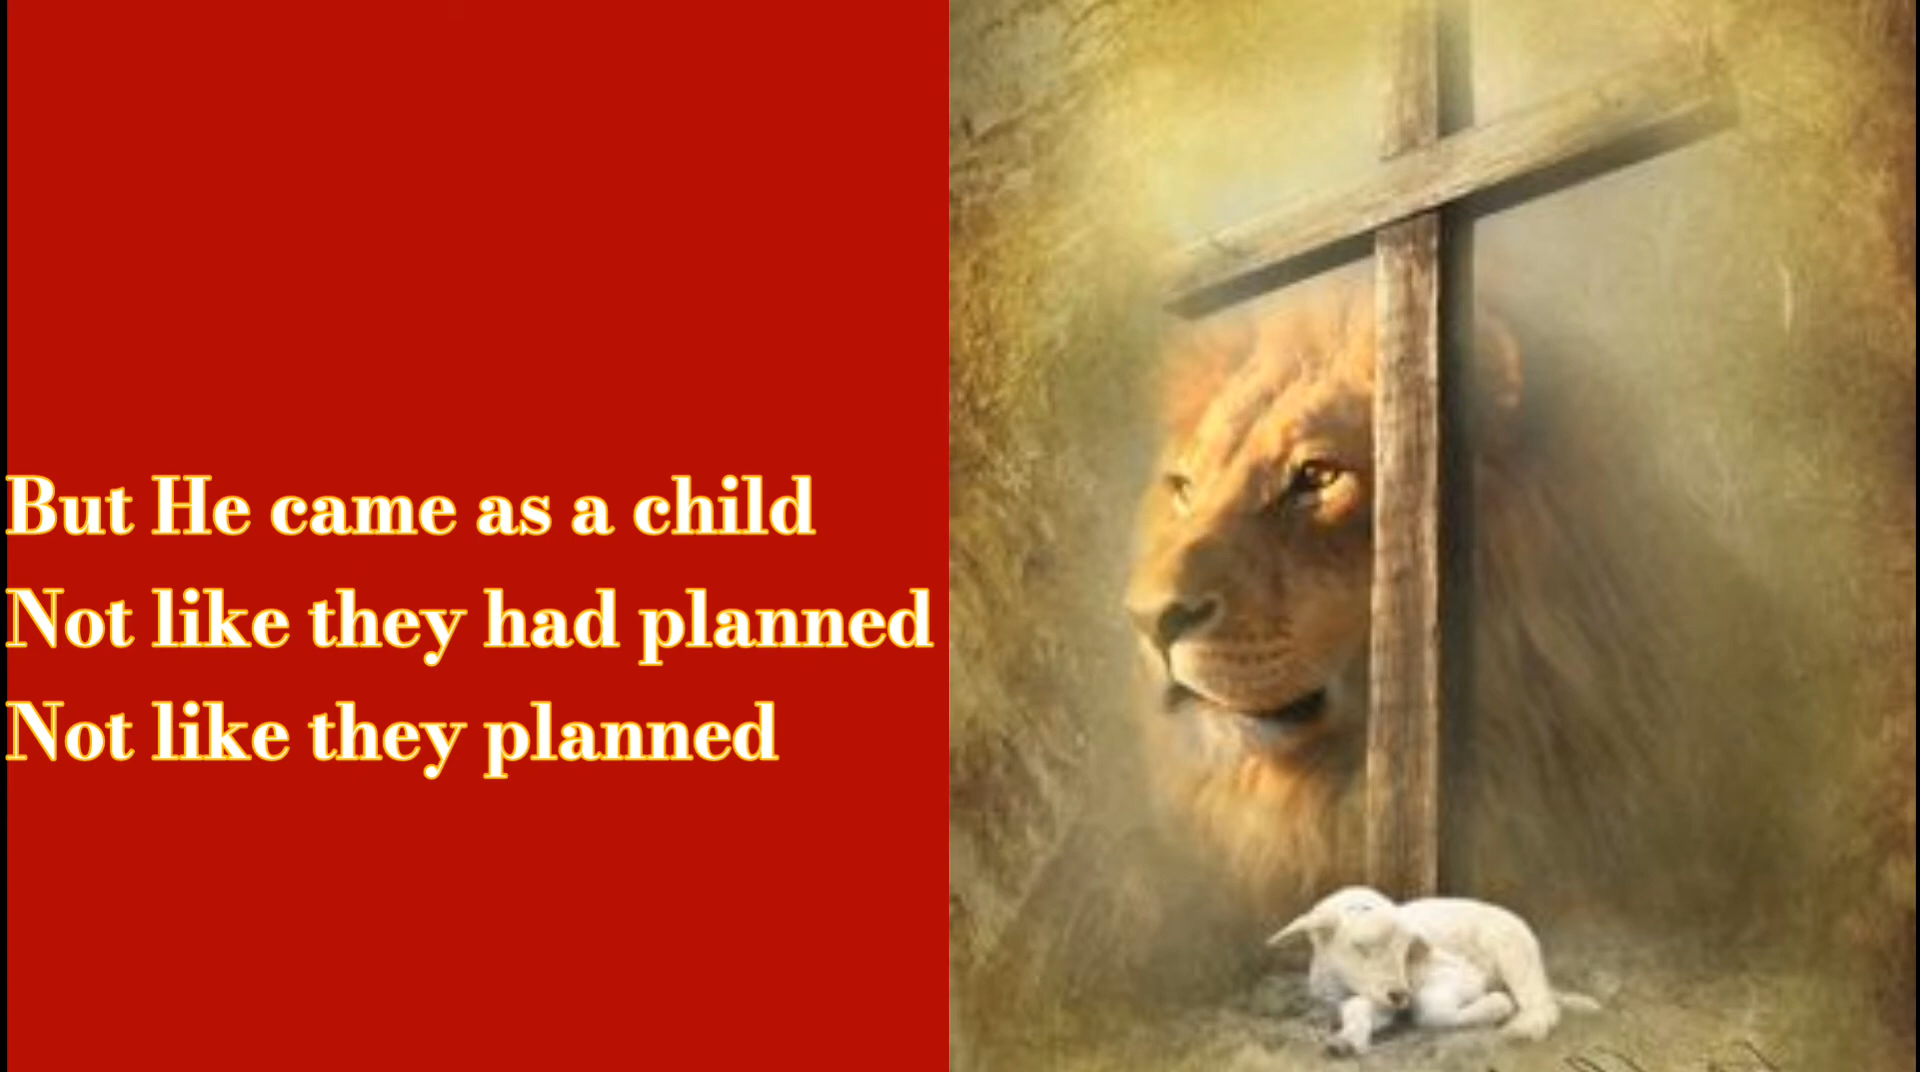 But He came as a child
Not like they had planned
Not like they planned